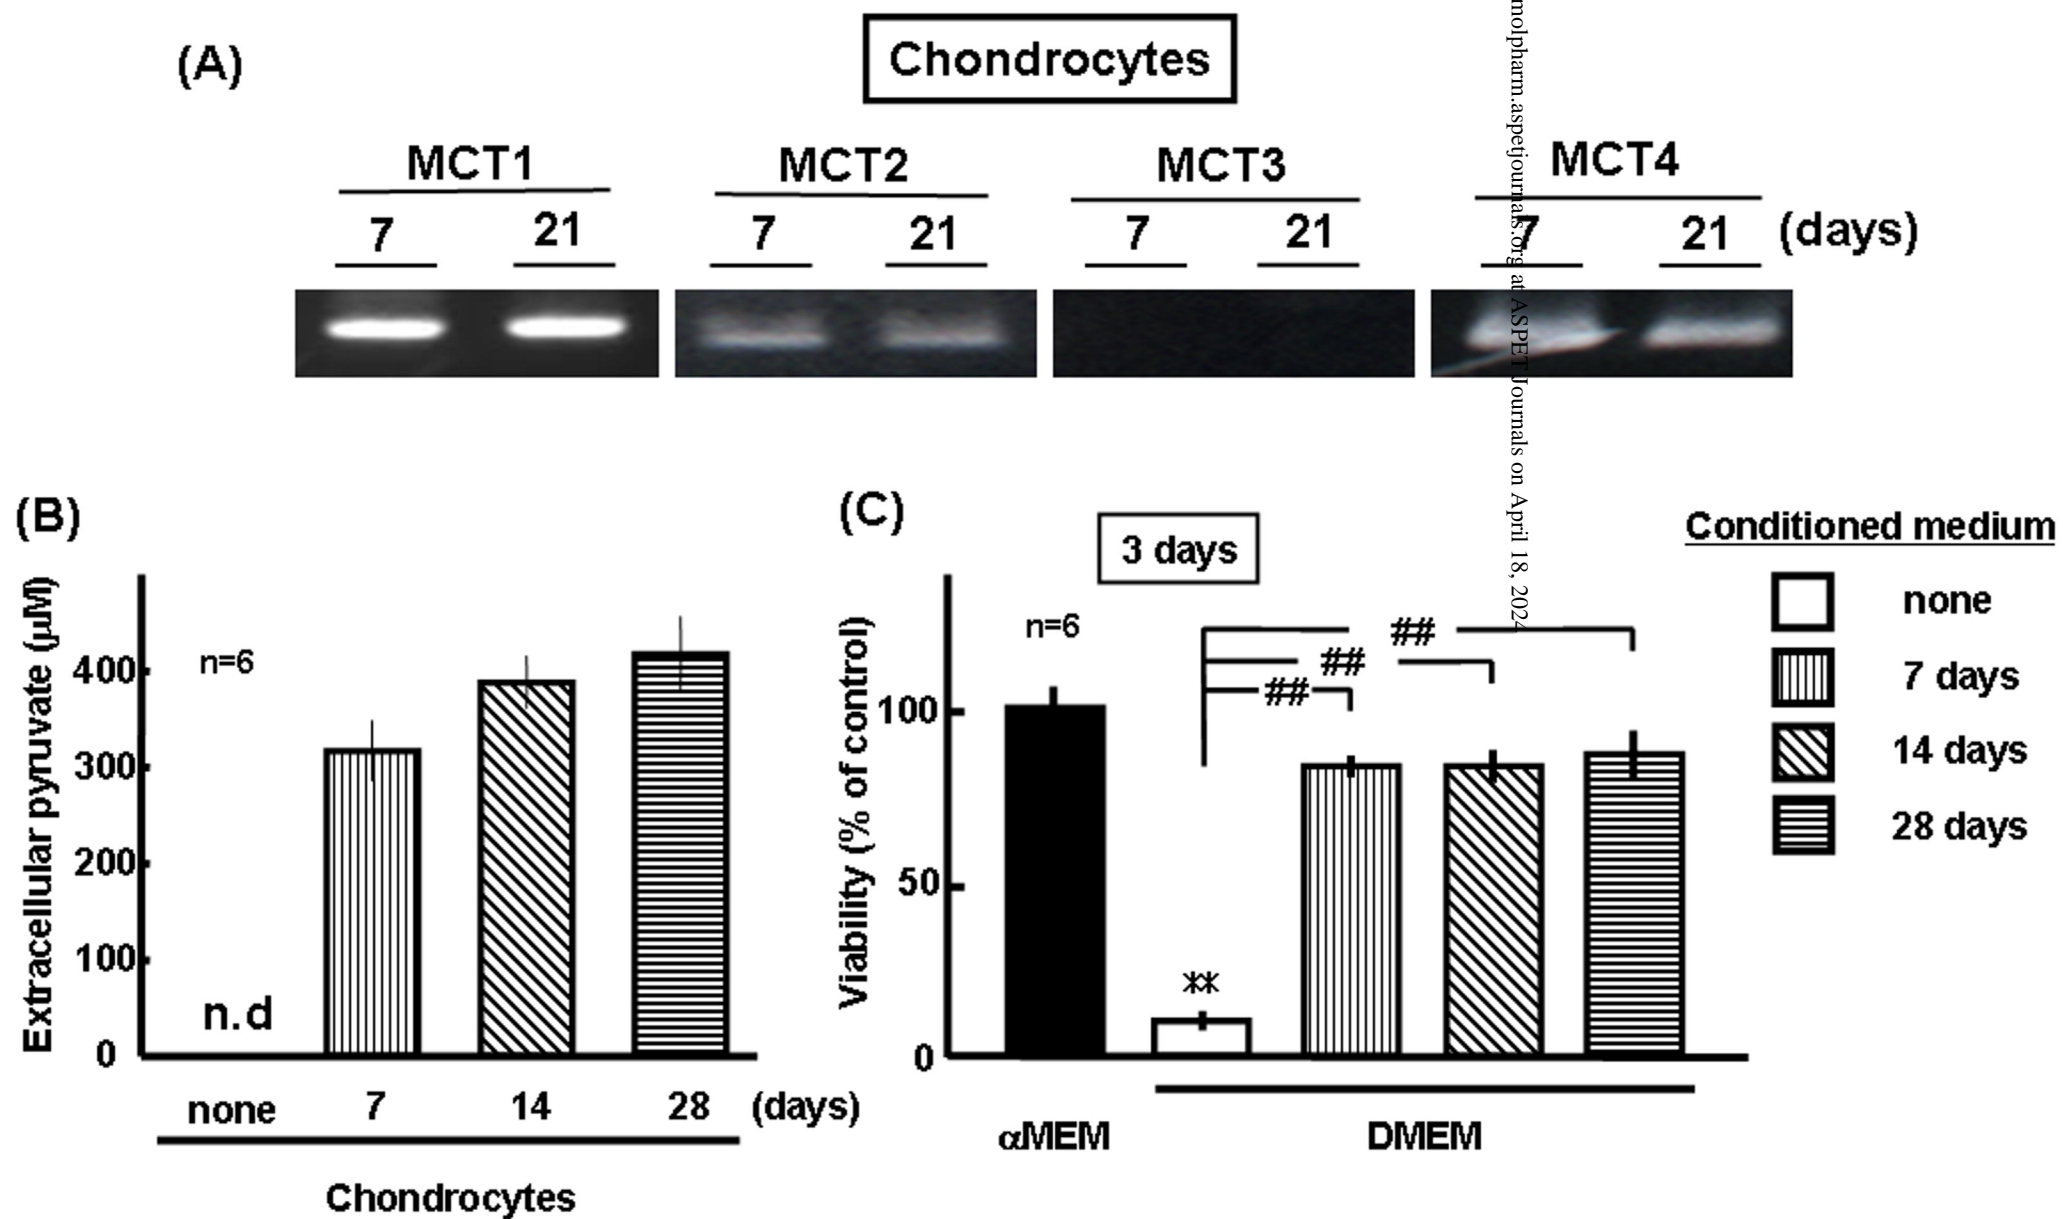 (A)
Chondrocytes
MCT1 MCT2 MCT3 MCT4
7 21 7 21 7 21 7 21 (days)
molpharm.aspetjournals.org at ASPET Journals on April 18, 2024
(B)
Extracellular pyruvate (μM)
400
300
200
100
0
n=6
n.d
none 7 14 28 (days)
Chondrocytes
(C)
3 days
Viability (% of control)
100
50
0
n=6
##
##
##
**
αMEM DMEM
Conditioned medium
none
7 days
14 days
28 days